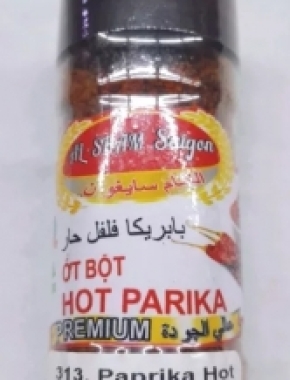 AL SHAM Saigon
الشام سايغون
بابريكا فلفل حار
ỚT BỘT
HOT PARIKA
PREMIUM عالي الجودة
313. Paprika Hot